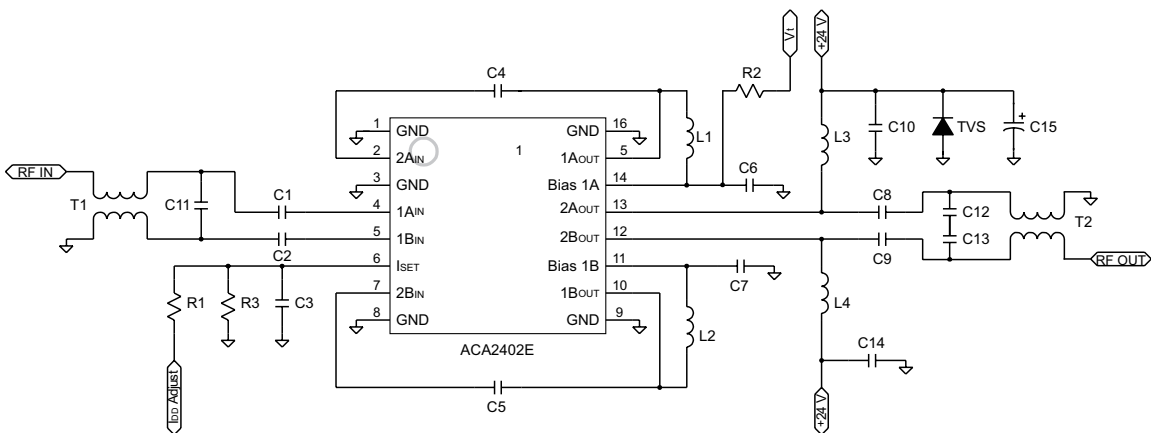 Vt
+24 V
C4
R2
L1
L3
C10
TVS
+
C15
1
GND
GND
16
1
2
2AIN
1AOUT
5
3
GND
Bias 1A
14
C6
RF IN
T1
C11
C1
4
1AIN
2AOUT
13
C8
C12
T2
5
1BIN
2BOUT
12
C2
C9
C13
RF OUT
6
ISET
Bias 1B
11
C7
R1
R3
C3
7
2BIN
1BOUT
10
L4
8
GND
GND
9
L2
ACA2402E
C14
IDD Adjust
C5
+24 V